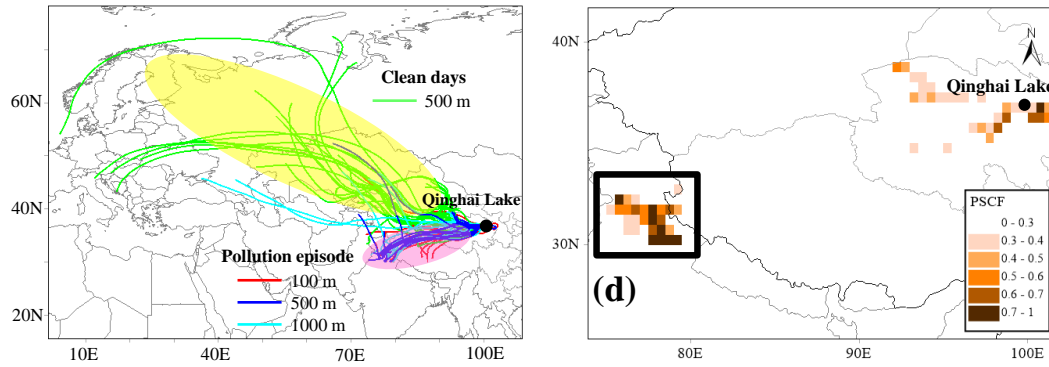 60N
40N
20N
10E
40E
70E
100E
Clean days
500 m
Qinghai Lake
Pollution episode
100 m
500 m
1000 m
40N
30N
80E
90E
100E
N
Qinghai Lake
(d)
PSCF
0 - 0.3
0.3 - 0.4
0.4 - 0.5
0.5 - 0.6
0.6 - 0.7
0.7 - 1